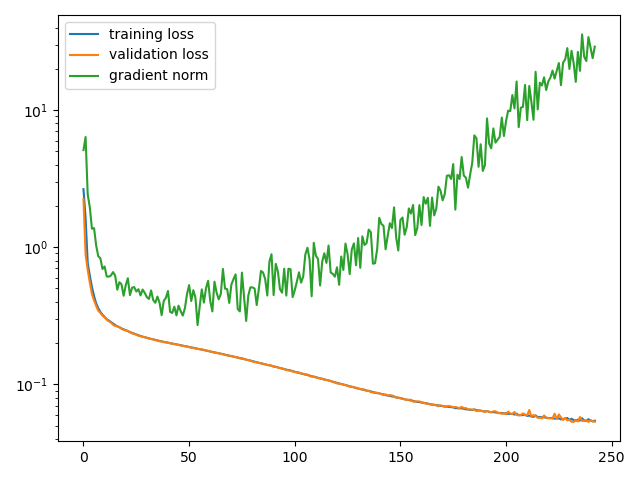 training loss
validation loss
gradient norm
10¹
10⁰
10⁻¹
0 50 100 150 200 250